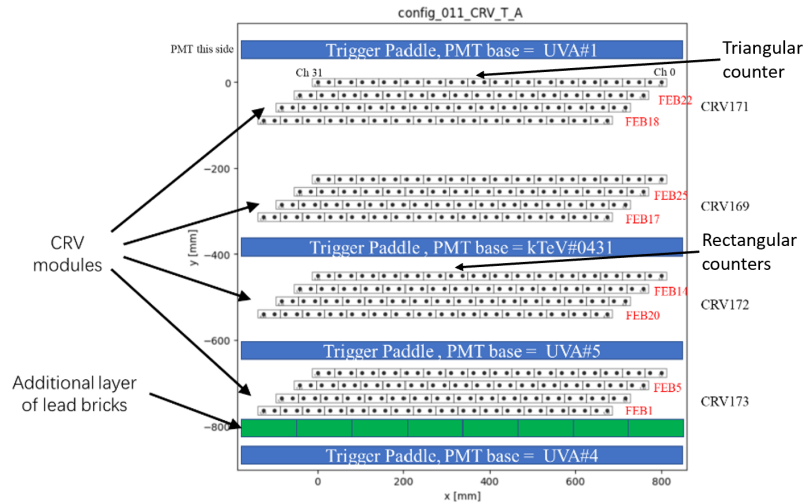 config_011_CRV_T_A
PMT this side
Trigger Paddle, PMT base = UVA#1
Triangular
counter
Ch 31
Ch 0
0
FEB22
CRV171
FEB18
−200
FEB25
CRV169
FEB17
CRV
modules
y [mm]
−400
Trigger Paddle , PMT base = kTeV#0431
Rectangular
counters
FEB14
CRV172
FEB20
−600
Trigger Paddle , PMT base = UVA#5
Additional layer
of lead bricks
FEB5
CRV173
FEB1
−800
Trigger Paddle, PMT base = UVA#4
0
200
400
600
800
x [mm]